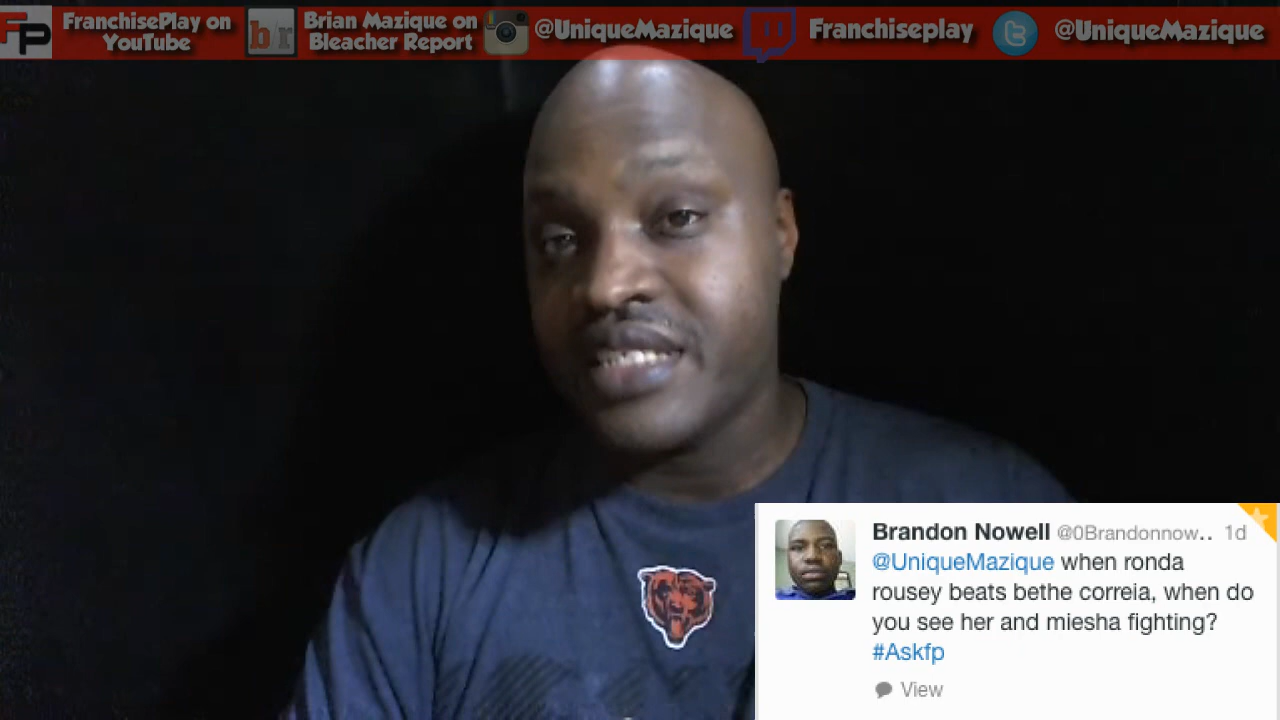 FP
FranchisePlay on
YouTube
br
Brian Mazique on
Bleacher Report
@UniqueMazique
Franchiseplay
@UniqueMazique
Brandon Nowell @0Brandonnow.. 1d
@UniqueMazique when ronda
rousey beats bethe correia, when do
you see her and miesha fighting?
#Askfp
View